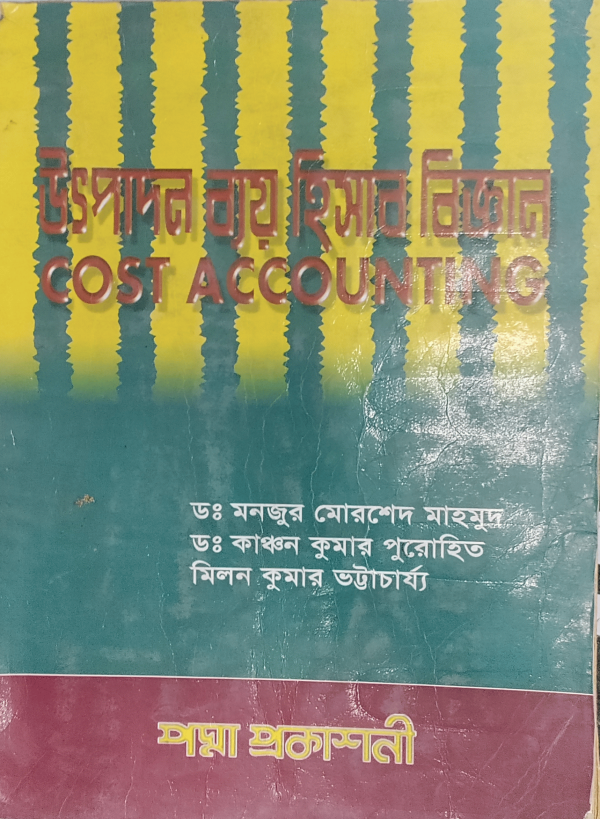 উৎপাদন ব্যয় হিসাব বিজ্ঞান
COST ACCOUNTING
ডঃ মনজুর মোরশেদ মাহমুদ
ডঃ কাঞ্চন কুমার পুরোহিত
মিলন কুমার ভট্টাচার্য্য
পদ্মা প্রকাশনী